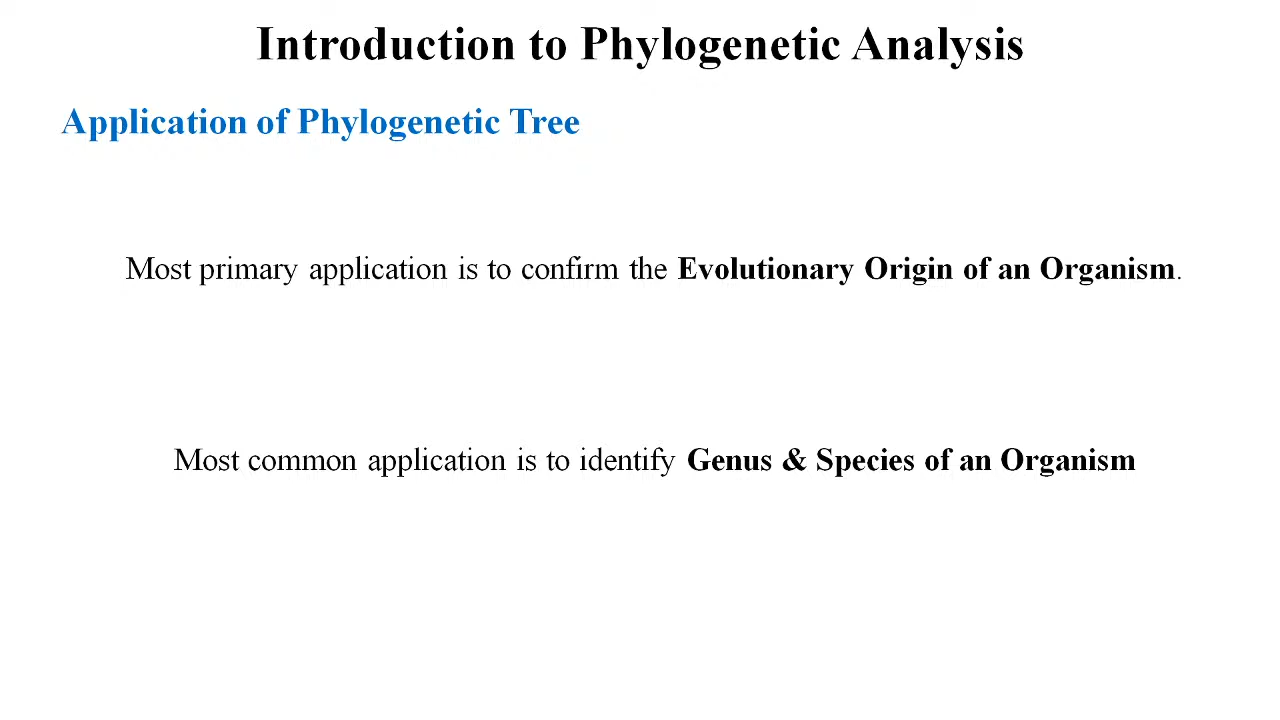 Introduction to Phylogenetic Analysis
Application of Phylogenetic Tree
Most primary application is to confirm the Evolutionary Origin of an Organism.
Most common application is to identify Genus & Species of an Organism